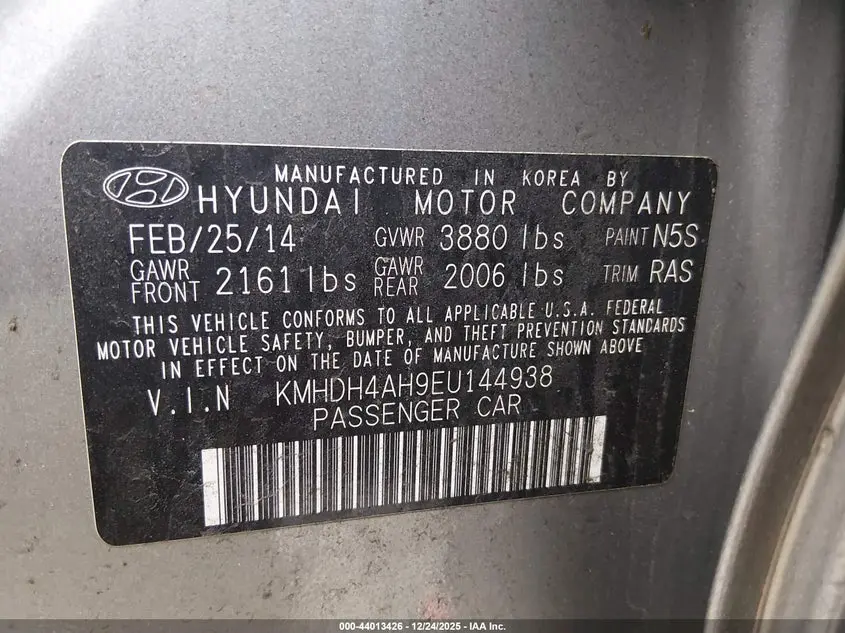 MANUFACTURED IN KOREA BY
HYUNDAI MOTOR COMPANY
FEB/25/14 GVWR 3880 lbs PAINT N5S
GAWR FRONT 2161 lbs GAWR REAR 2006 lbs TRIM RAS
THIS VEHICLE CONFORMS TO ALL APPLICABLE U.S.A. FEDERAL
MOTOR VEHICLE SAFETY, BUMPER, AND THEFT PREVENTION STANDARDS
IN EFFECT ON THE DATE OF MANUFACTURE SHOWN ABOVE
V.I.N KMHDH4AH9EU144938
PASSENGER CAR
000-44013426 - 12/24/2025 - IAA Inc.